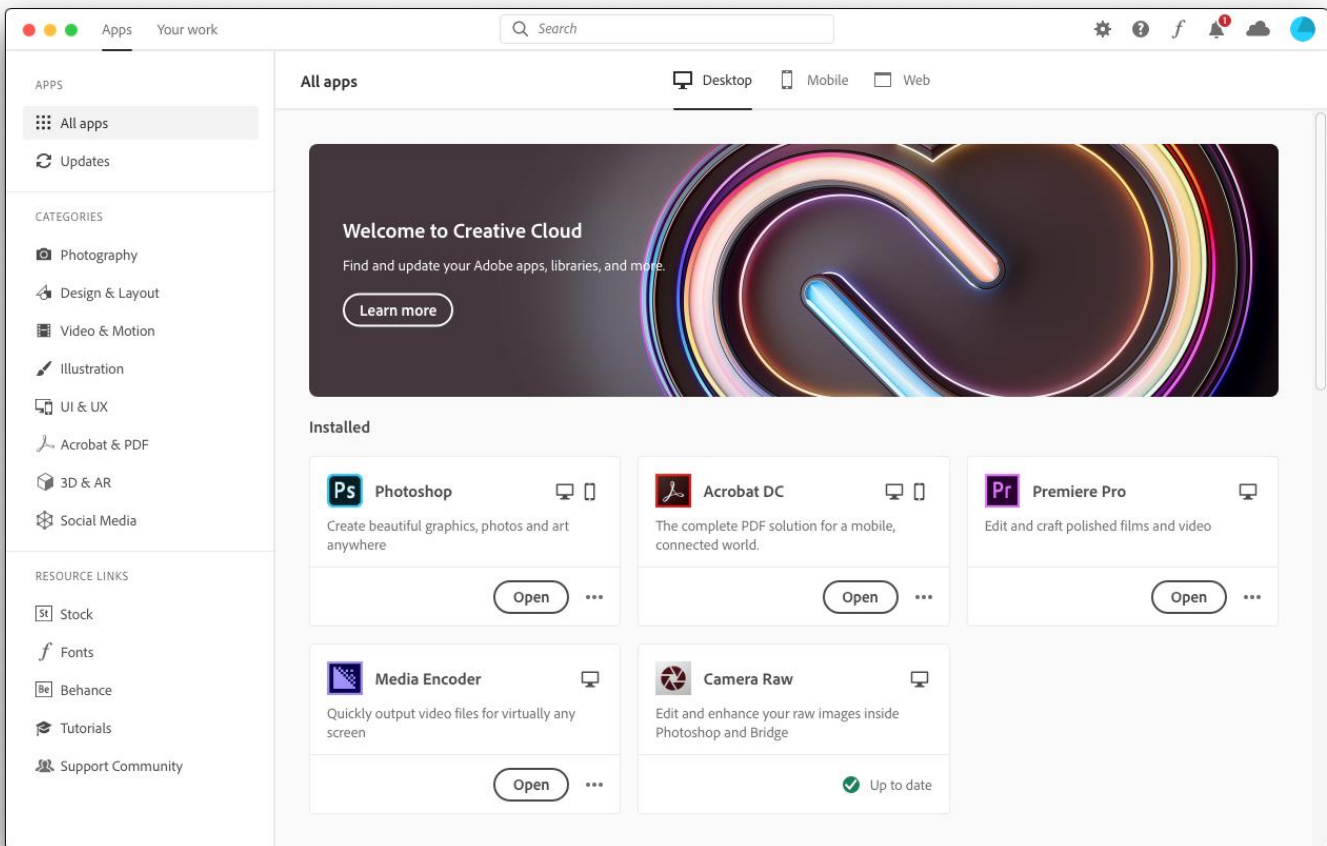 Apps Your work
Search
1
APPS
All apps
Updates
CATEGORIES
Photography
Design & Layout
Video & Motion
Illustration
UI & UX
Acrobat & PDF
3D & AR
Social Media
RESOURCE LINKS
St Stock
Fonts
Be Behance
Tutorials
Support Community
All apps
Desktop Mobile Web
Welcome to Creative Cloud
Find and update your Adobe apps, libraries, and more.
Learn more
Installed
Ps Photoshop
Create beautiful graphics, photos and art
anywhere
Open
Acrobat DC
The complete PDF solution for a mobile,
connected world.
Open
Pr Premiere Pro
Edit and craft polished films and video
Open
Media Encoder
Quickly output video files for virtually any
screen
Open
Camera Raw
Edit and enhance your raw images inside
Photoshop and Bridge
Up to date